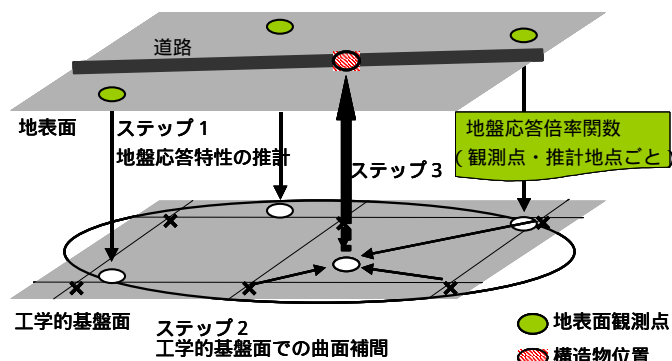 道路
地表面
ステップ1
地盤応答特性の推計
ステップ3
地盤応答倍率関数
(観測点・推計地点ごと)
工学的基盤面
ステップ2
工学的基盤面での曲面補間
地表面観測点
構造物位置